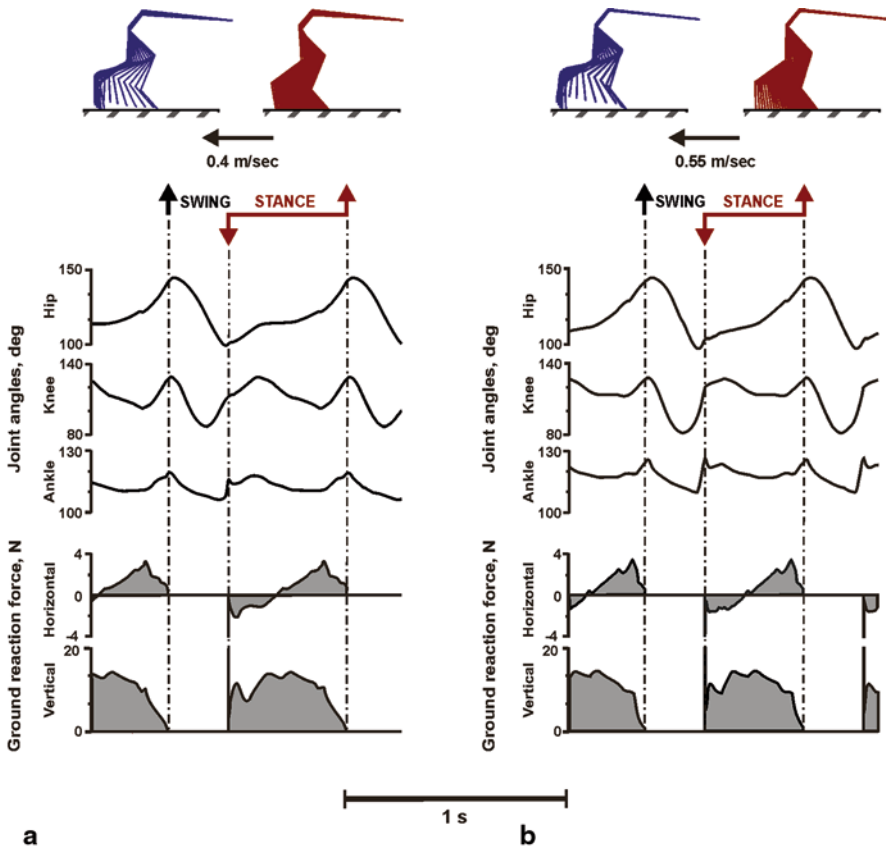 0.4 m/sec
SWING STANCE
Joint angles, deg
Hip
150
100
Knee
140
80
Ankle
130
100
Ground reaction force, N
Horizontal
4
0
-4
Vertical
20
0
a
0.55 m/sec
SWING STANCE
Joint angles, deg
Hip
150
100
Knee
140
80
Ankle
130
100
Ground reaction force, N
Horizontal
4
0
-4
Vertical
20
0
b
1 s